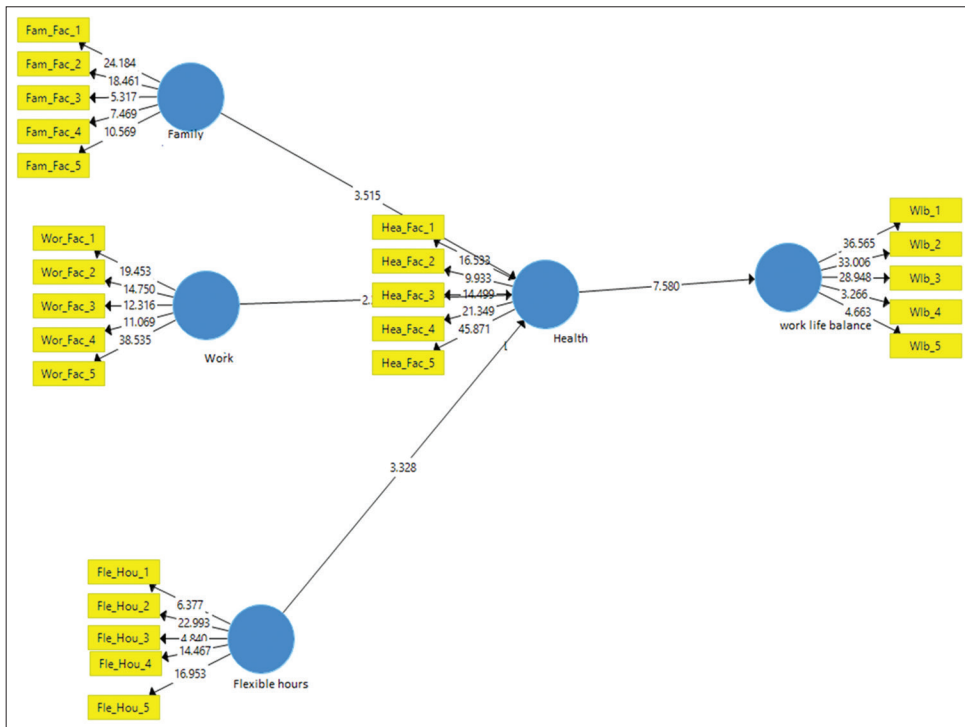 Fam_Fac_1
Fam_Fac_2
Fam_Fac_3
Fam_Fac_4
Fam_Fac_5
24.184
18.461
5.317
7.469
10.569
Family
3.515
Wor_Fac_1
Wor_Fac_2
Wor_Fac_3
Wor_Fac_4
Wor_Fac_5
19.453
14.750
12.316
11.069
38.535
Work
Hea_Fac_1
Hea_Fac_2
Hea_Fac_3
Hea_Fac_4
Hea_Fac_5
16.533
9.933
14.499
21.349
45.871
Health
7.580
36.565
33.006
28.948
3.266
4.663
work life balance
Wlb_1
Wlb_2
Wlb_3
Wlb_4
Wlb_5
3.328
Fle_Hou_1
Fle_Hou_2
Fle_Hou_3
Fle_Hou_4
Fle_Hou_5
6.377
22.993
4.840
14.467
16.953
Flexible hours